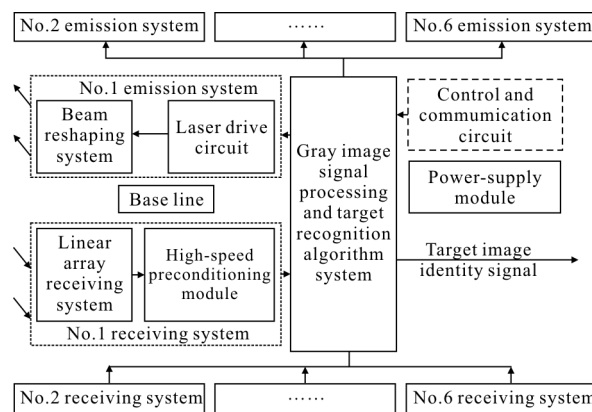 No.2 emission system
......
No.6 emission system
No.1 emission system
Beam
reshaping
system
Laser drive
circuit
Gray image
signal
processing
and target
recognition
algorithm
system
Control and
commumication
circuit
Power-supply
module
Base line
Linear
array
receiving
system
High-speed
preconditioning
module
No.1 receiving system
Target image
identity signal
No.2 receiving system
......
No.6 receiving system